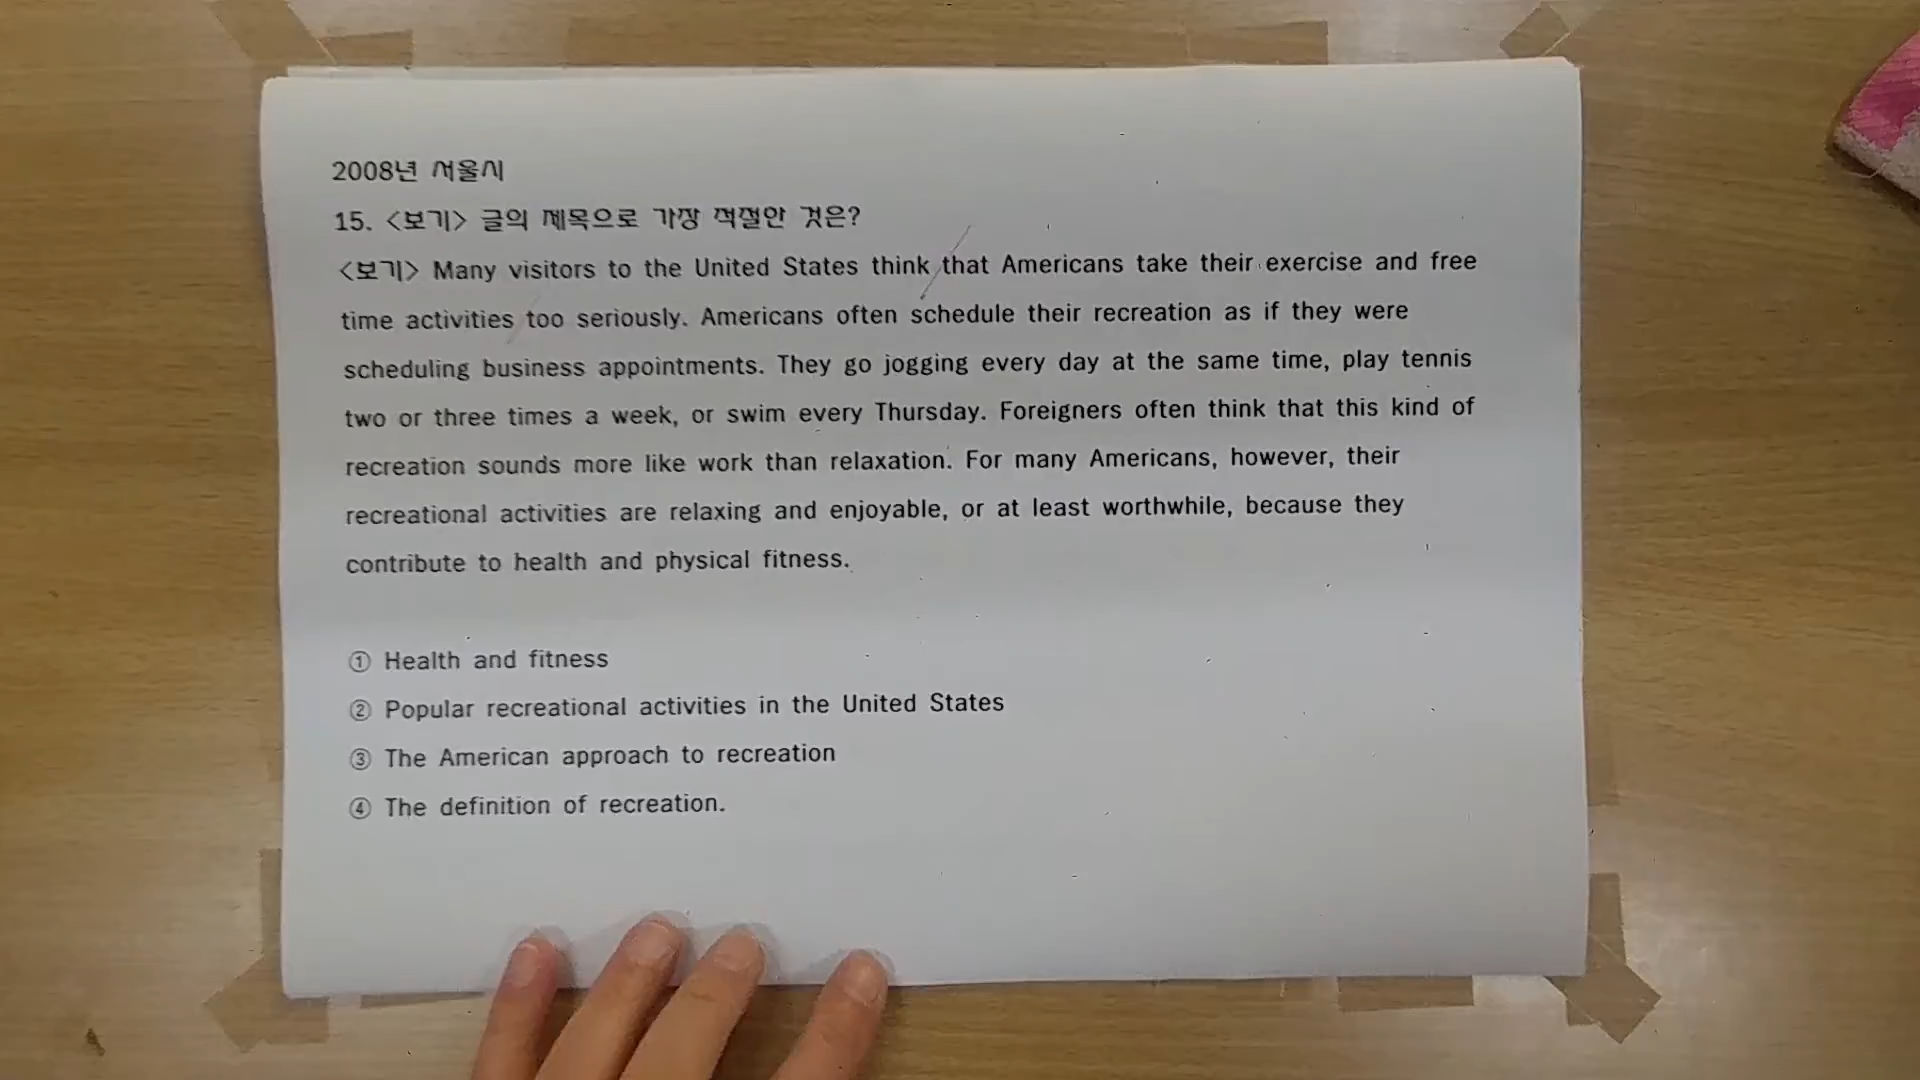 2008년 서울시
15. <보기> 글의 제목으로 가장 적절한 것은?
<보기> Many visitors to the United States think that Americans take their exercise and free
time activities too seriously. Americans often schedule their recreation as if they were
scheduling business appointments. They go jogging every day at the same time, play tennis
two or three times a week, or swim every Thursday. Foreigners often think that this kind of
recreation sounds more like work than relaxation. For many Americans, however, their
recreational activities are relaxing and enjoyable, or at least worthwhile, because they
contribute to health and physical fitness.
① Health and fitness
② Popular recreational activities in the United States
③ The American approach to recreation
④ The definition of recreation.